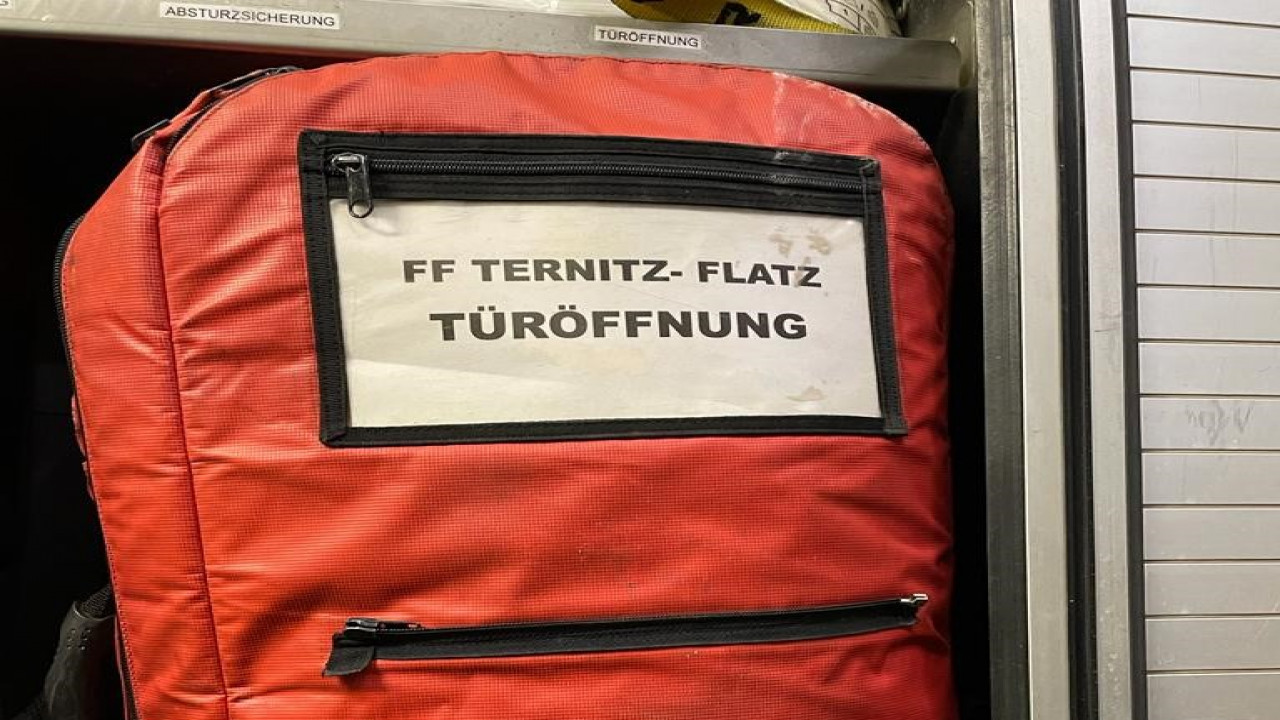 ABSTURZSICHERUNG
TÜRÖFFNUNG
FF TERNITZ- FLATZ
TÜRÖFFNUNG